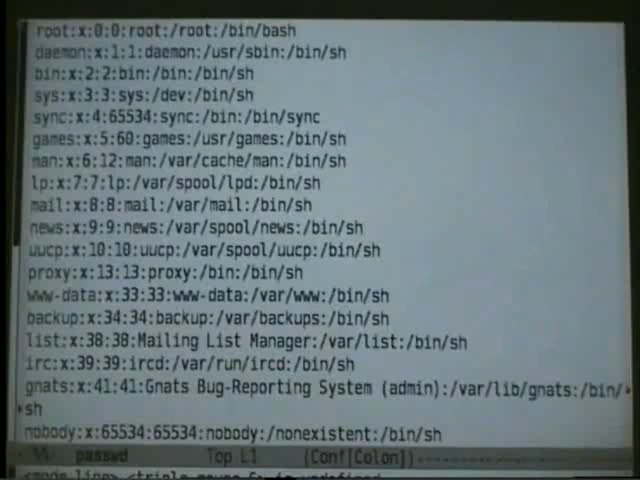 root:x:0:0:root:/root:/bin/bash
daemon:x:1:1:daemon:/usr/sbin:/bin/sh
bin:x:2:2:bin:/bin:/bin/sh
sys:x:3:3:sys:/dev:/bin/sh
sync:x:4:65534:sync:/bin:/bin/sync
games:x:5:60:games:/usr/games:/bin/sh
man:x:6:12:man:/var/cache/man:/bin/sh
lp:x:7:7:lp:/var/spool/lpd:/bin/sh
mail:x:8:8:mail:/var/mail:/bin/sh
news:x:9:9:news:/var/spool/news:/bin/sh
uucp:x:10:10:uucp:/var/spool/uucp:/bin/sh
proxy:x:13:13:proxy:/bin:/bin/sh
www-data:x:33:33:www-data:/var/www:/bin/sh
backup:x:34:34:backup:/var/backups:/bin/sh
list:x:38:38:Mailing List Manager:/var/list:/bin/sh
irc:x:39:39:ircd:/var/run/ircd:/bin/sh
gnats:x:41:41:Gnats Bug-Reporting System (admin):/var/lib/gnats:/bin/
sh
nobody:x:65534:65534:nobody:/nonexistent:/bin/sh
passwd Top L1 (Conf[Colon])
<mode-line> is undefined